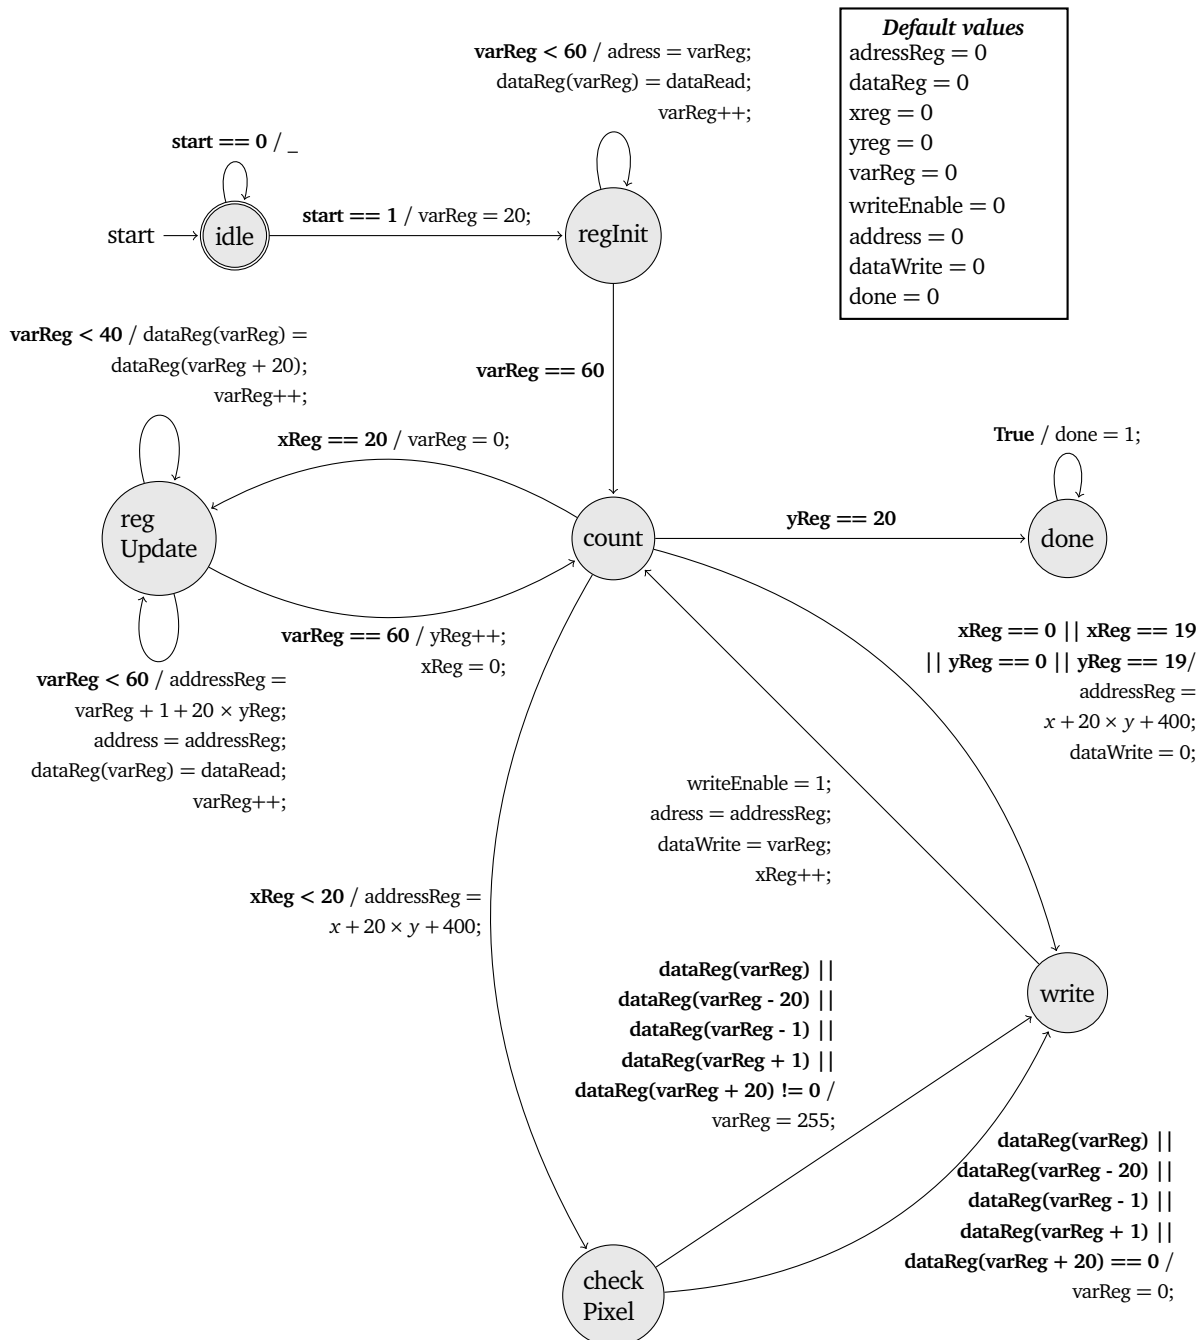 Default values
adressReg = 0
dataReg = 0
xreg = 0
yreg = 0
varReg = 0
writeEnable = 0
address = 0
dataWrite = 0
done = 0
varReg < 60 / adress = varReg;
dataReg(varReg) = dataRead;
varReg++;
start == 0 / _
start
idle
start == 1 / varReg = 20;
regInit
varReg < 40 / dataReg(varReg) =
dataReg(varReg + 20);
varReg++;
varReg == 60
xReg == 20 / varReg = 0;
True / done = 1;
reg
Update
count
yReg == 20
done
varReg == 60 / yReg++;
xReg = 0;
xReg == 0 || xReg == 19
|| yReg == 0 || yReg == 19/
addressReg =
x + 20 × y + 400;
dataWrite = 0;
varReg < 60 / addressReg =
varReg + 1 + 20 × yReg;
address = addressReg;
dataReg(varReg) = dataRead;
varReg++;
writeEnable = 1;
adress = addressReg;
dataWrite = varReg;
xReg++;
xReg < 20 / addressReg =
x + 20 × y + 400;
dataReg(varReg) ||
dataReg(varReg - 20) ||
dataReg(varReg - 1) ||
dataReg(varReg + 1) ||
dataReg(varReg + 20) != 0 /
varReg = 255;
write
dataReg(varReg) ||
dataReg(varReg - 20) ||
dataReg(varReg - 1) ||
dataReg(varReg + 1) ||
dataReg(varReg + 20) == 0 /
varReg = 0;
check
Pixel